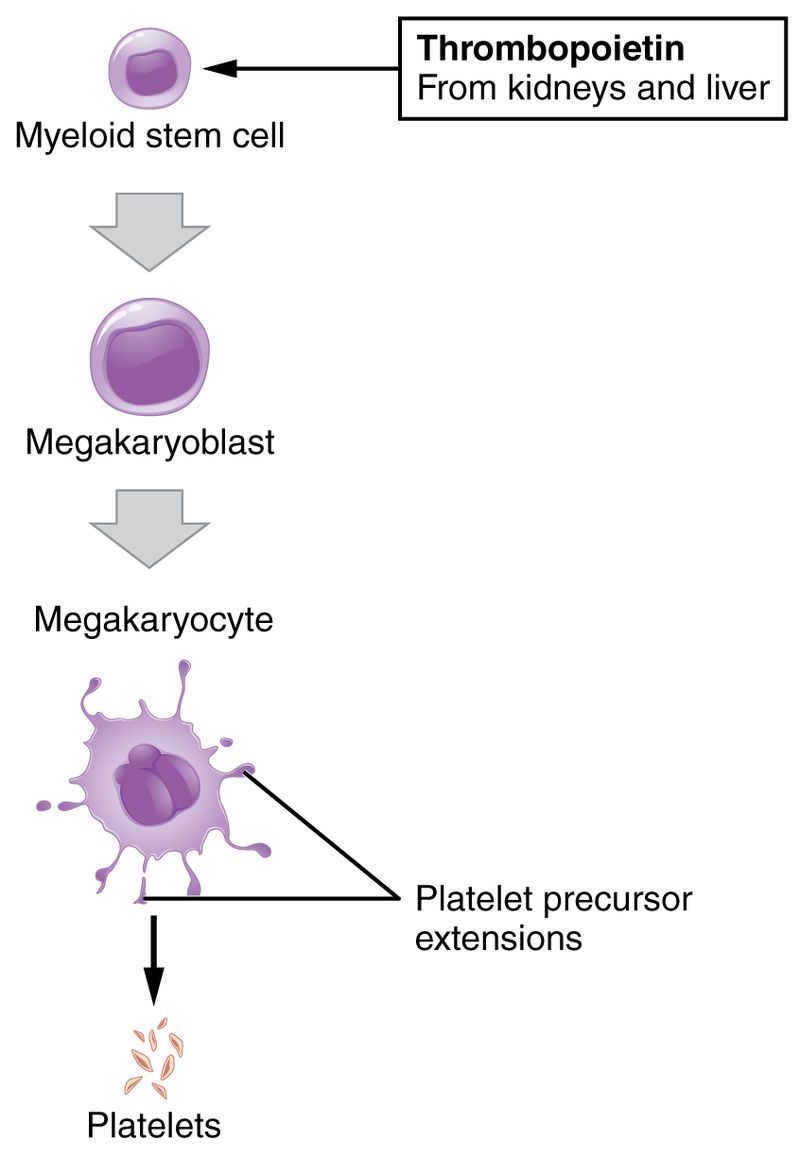 Thrombopoietin
From kidneys and liver
Myeloid stem cell
Megakaryoblast
Megakaryocyte
Platelet precursor
extensions
Platelets